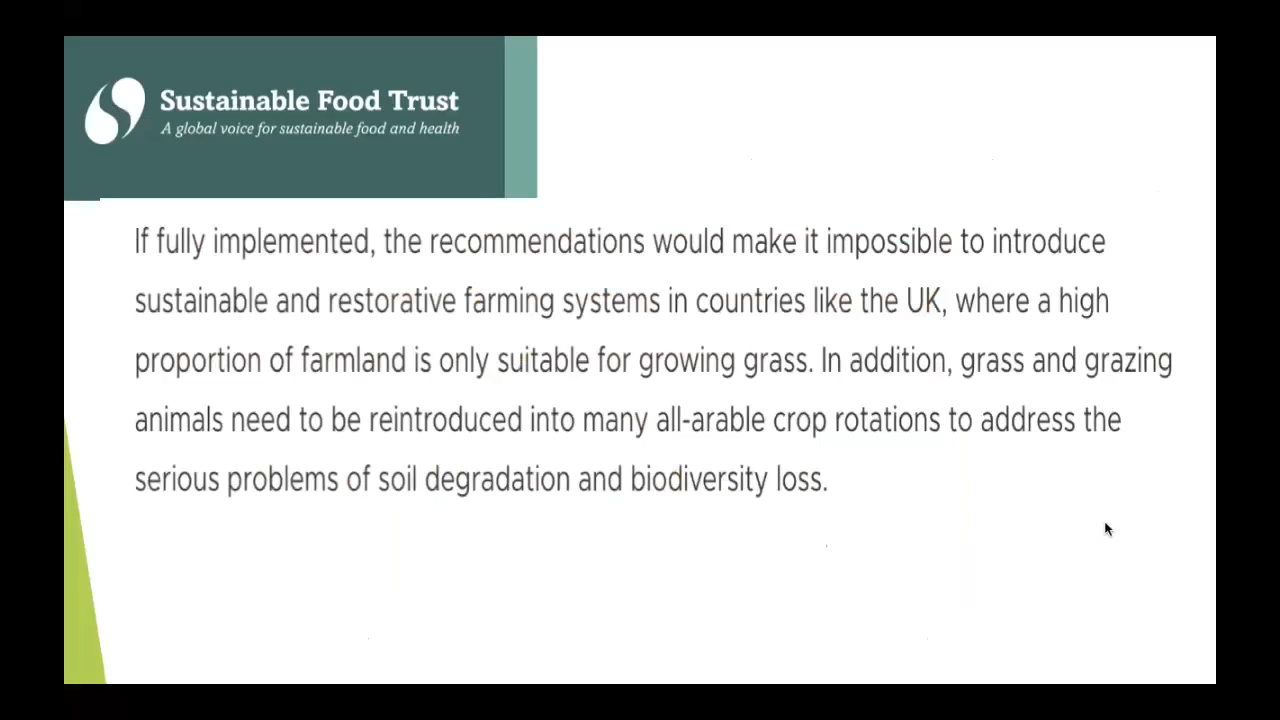 Sustainable Food Trust
A global voice for sustainable food and health
If fully implemented, the recommendations would make it impossible to introduce
sustainable and restorative farming systems in countries like the UK, where a high
proportion of farmland is only suitable for growing grass. In addition, grass and grazing
animals need to be reintroduced into many all-arable crop rotations to address the
serious problems of soil degradation and biodiversity loss.